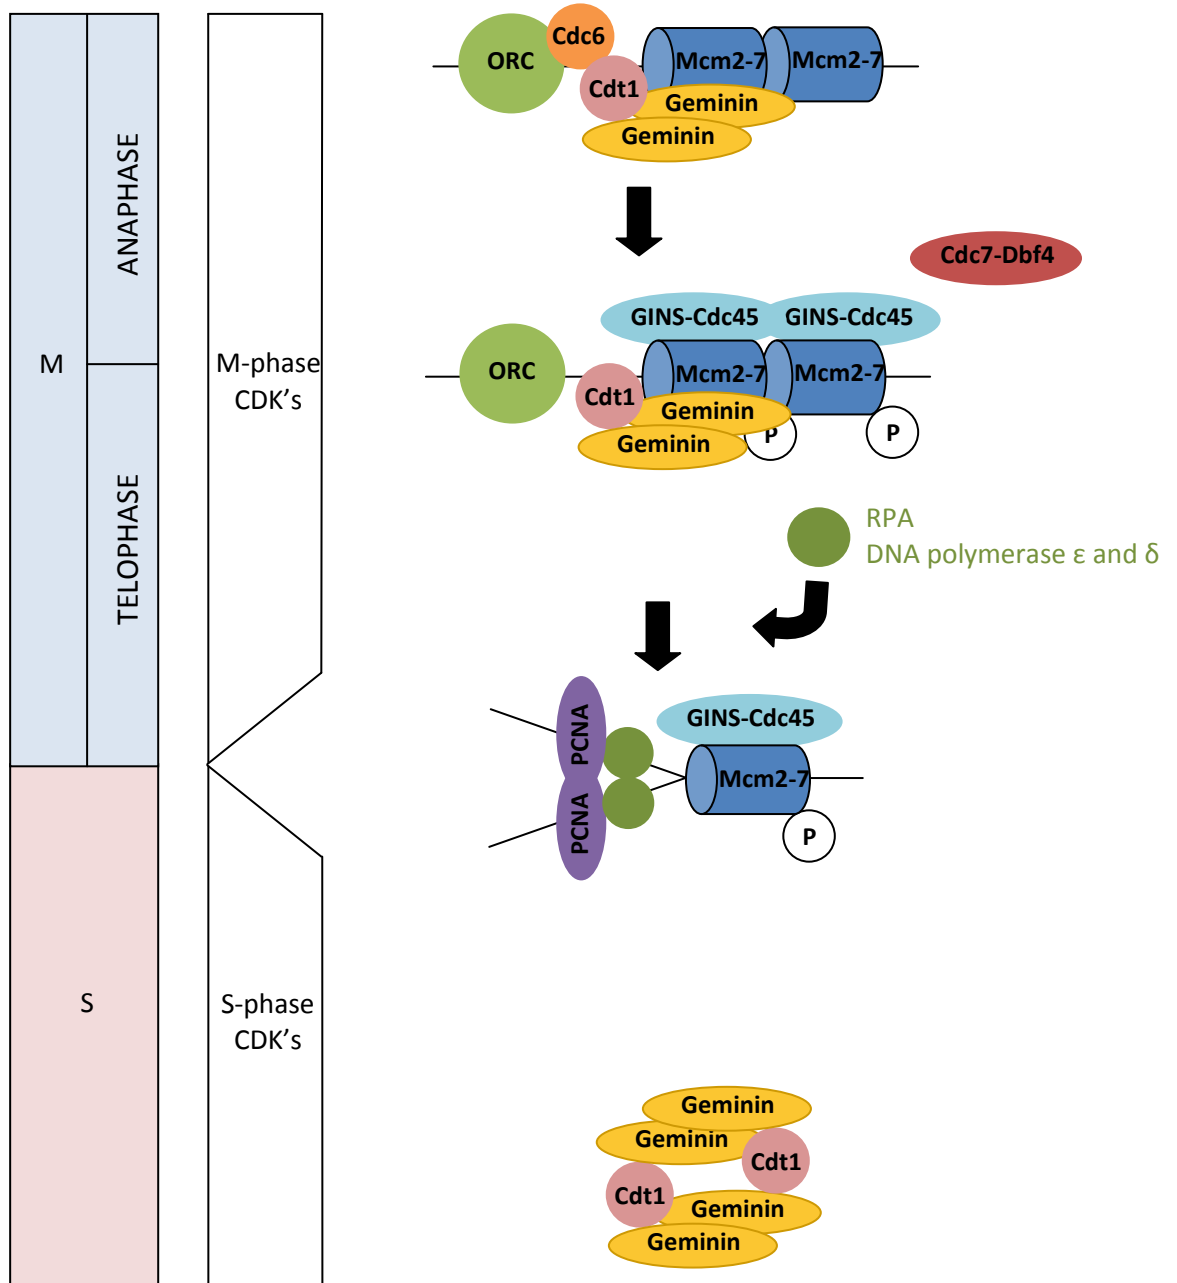 ANAPHASE
M
TELOPHASE
S
M-phase
CDK's
S-phase
CDK's
ORC
Cdc6
Cdt1
Mcm2-7
Mcm2-7
Geminin
Geminin
Cdc7-Dbf4
GINS-Cdc45
GINS-Cdc45
ORC
Cdt1
Mcm2-7
Mcm2-7
Geminin
Geminin
P
P
RPA
DNA polymerase ε and δ
PCNA
PCNA
GINS-Cdc45
Mcm2-7
P
Geminin
Geminin
Cdt1
Cdt1
Geminin
Geminin